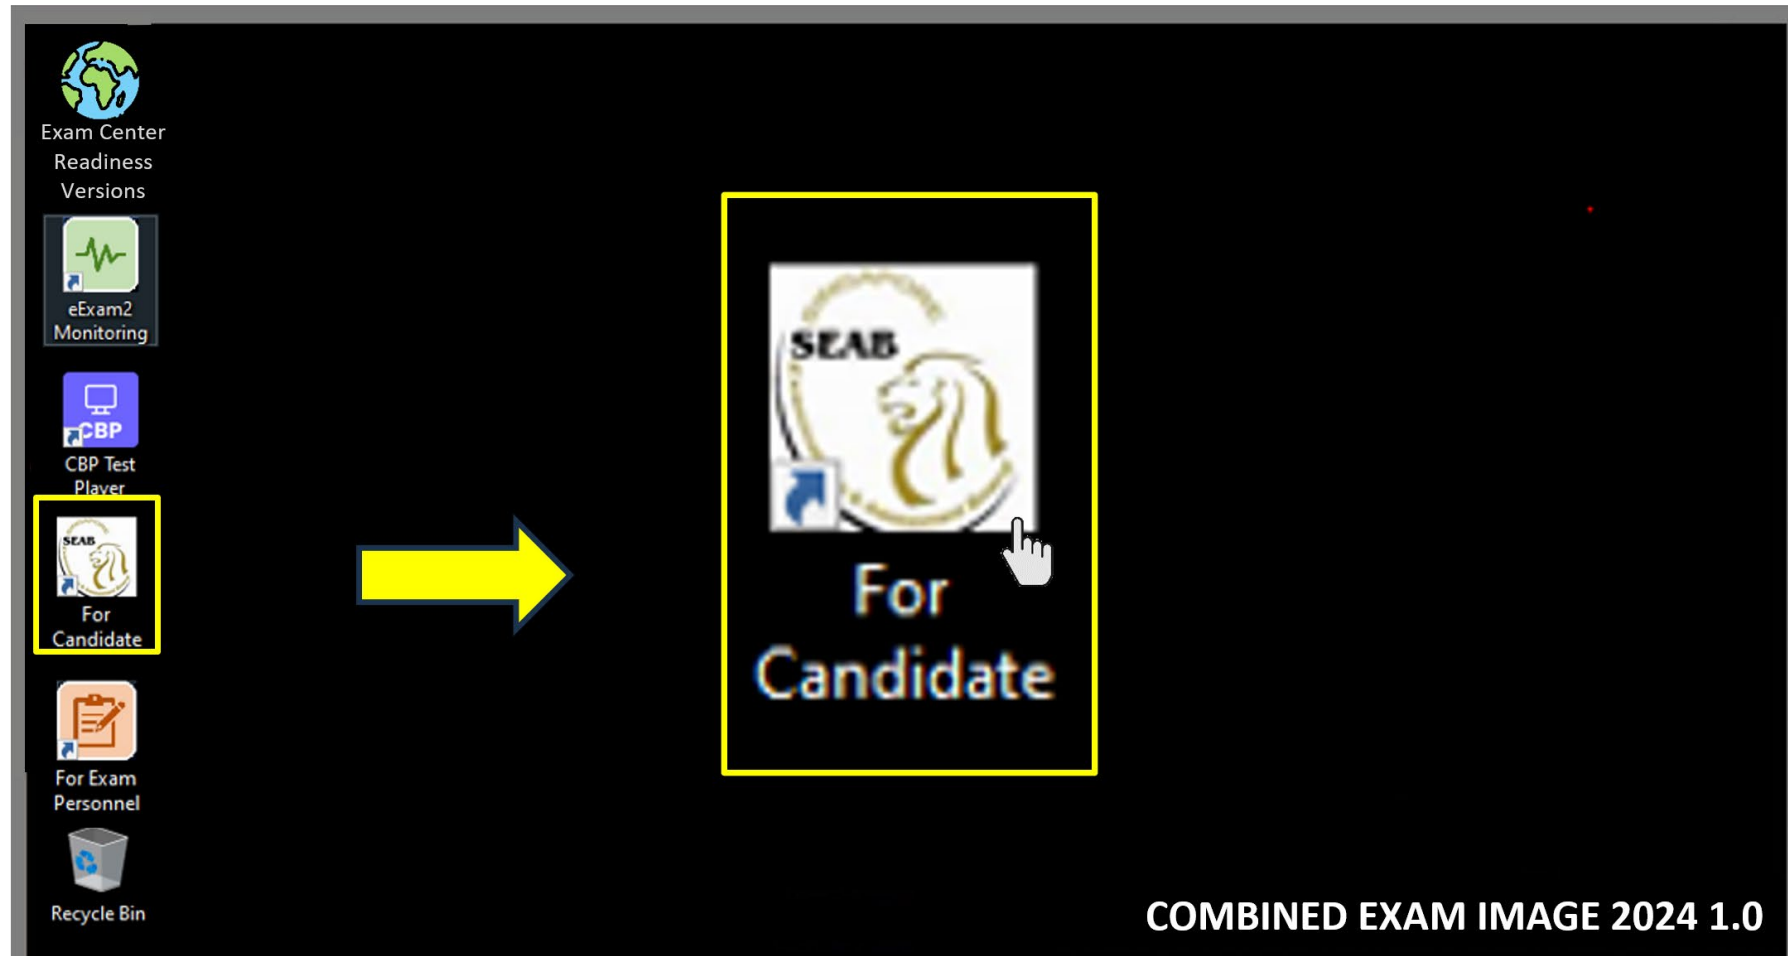 Exam Center
Readiness
Versions
eExam2
Monitoring
CBP
CBP Test
Player
SEAB
For
Candidate
For Exam
Personnel
Recycle Bin
SEAB
For
Candidate
COMBINED EXAM IMAGE 2024 1.0